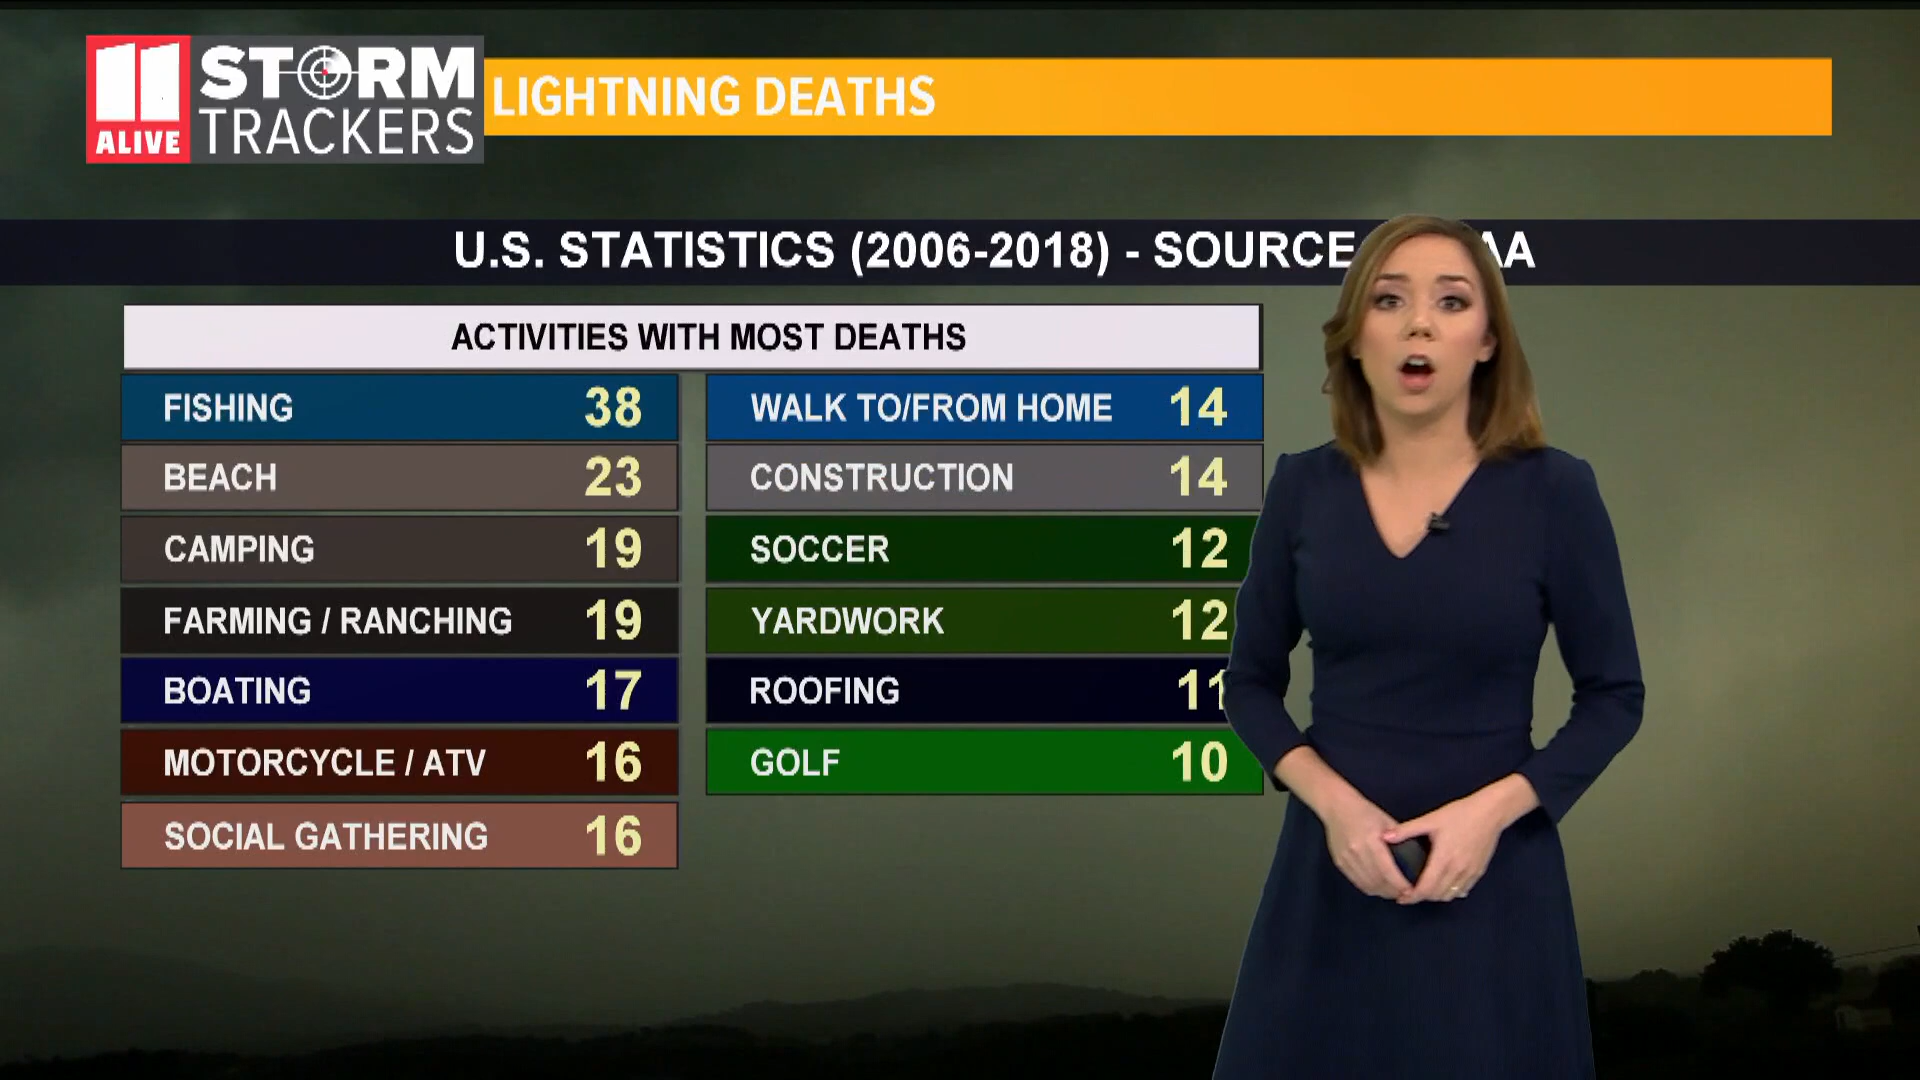 11 ALIVE
STORM TRACKERS
LIGHTNING DEATHS
U.S. STATISTICS (2006-2018) - SOURCE
ACTIVITIES WITH MOST DEATHS
FISHING 38
BEACH 23
CAMPING 19
FARMING / RANCHING 19
BOATING 17
MOTORCYCLE / ATV 16
SOCIAL GATHERING 16
WALK TO/FROM HOME 14
CONSTRUCTION 14
SOCCER 12
YARDWORK 12
ROOFING 11
GOLF 10